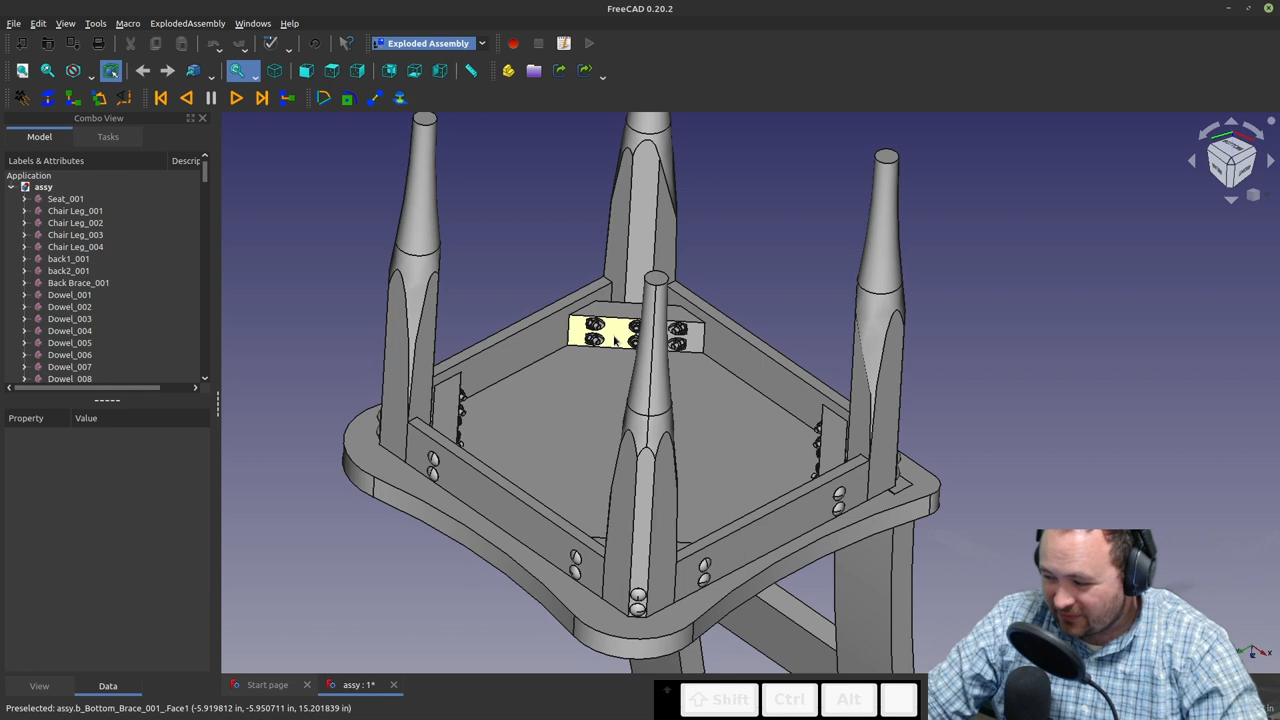 FreeCAD 0.20.2
File Edit View Tools Macro ExplodedAssembly Windows Help
Exploded Assembly
Combo View
Model Tasks
Labels & Attributes Descrip
Application
assy
Seat_001
Chair Leg_001
Chair Leg_002
Chair Leg_003
Chair Leg_004
back1_001
back2_001
Back Brace_001
Dowel_001
Dowel_002
Dowel_003
Dowel_004
Dowel_005
Dowel_006
Dowel_007
Dowel_008
Property Value
View Data
Start page assy : 1*
Shift Ctrl Alt
Preselected: assy.b_Bottom_Brace_001_.Face1 (-5.919812 in, -5.950711 in, 15.201839 in)